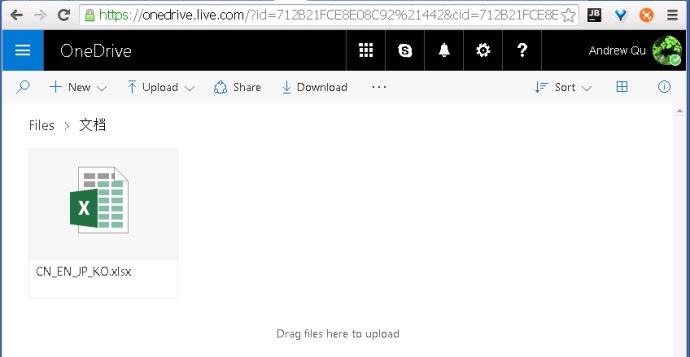 https://onedrive.live.com/?id=712B21FCE8E08C92%21442&cid=712B21FCE8E
JB
OneDrive
?
Andrew Qu
New
Upload
Share
Download
Sort
Files > 文档
X
CN_EN_JP_KO.xlsx
Drag files here to upload